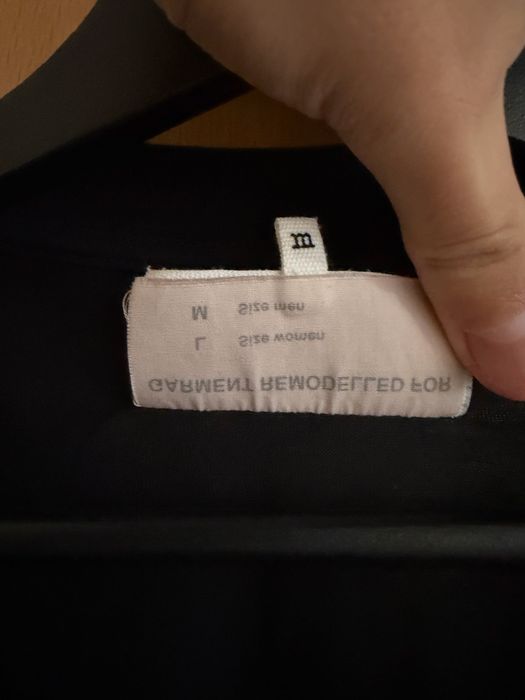 m
GARMENT REMODELLED FOR
L Size women
M Size men